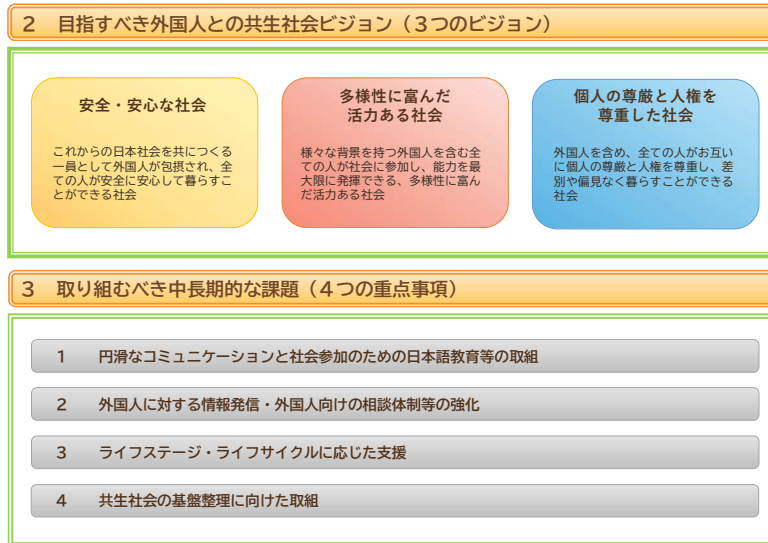 2 目指すべき外国人との共生社会ビジョン（３つのビジョン）
安全・安心な社会
これからの日本社会を共につくる
一員として外国人が包摂され、全
ての人が安全に安心して暮らすこ
とができる社会
多様性に富んだ
活力ある社会
様々な背景を持つ外国人を含む全
ての人が社会に参加し、能力を最
大限に発揮できる、多様性に富ん
だ活力ある社会
個人の尊厳と人権を
尊重した社会
外国人を含め、全ての人がお互い
に個人の尊厳と人権を尊重し、差
別や偏見なく暮らすことができる
社会
3 取り組むべき中長期的な課題（４つの重点事項）
1 円滑なコミュニケーションと社会参加のための日本語教育等の取組
2 外国人に対する情報発信・外国人向けの相談体制等の強化
3 ライフステージ・ライフサイクルに応じた支援
4 共生社会の基盤整理に向けた取組